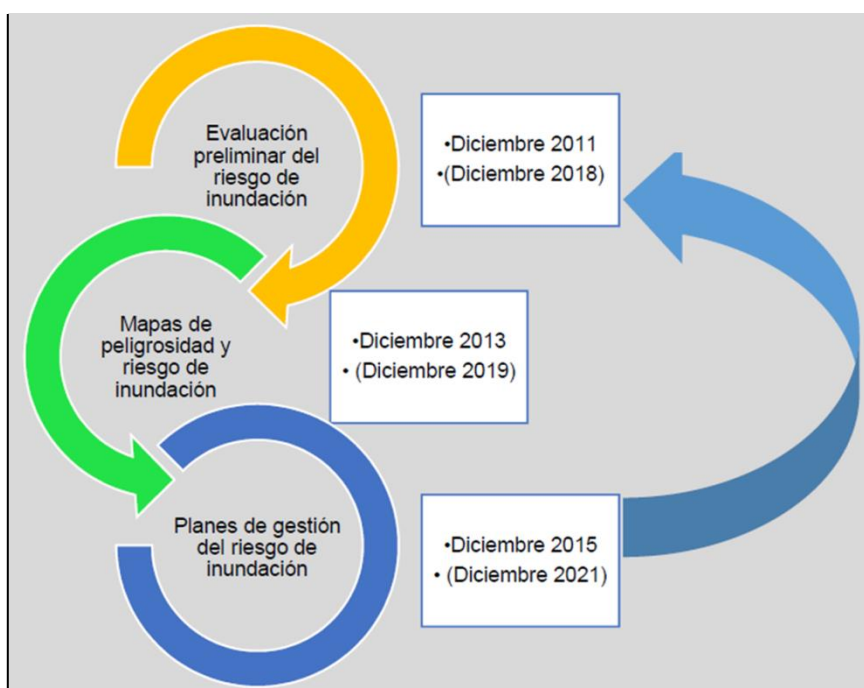 Evaluación
preliminar del
riesgo de
inundación
•Diciembre 2011
•(Diciembre 2018)
Mapas de
peligrosidad y
riesgo de
inundación
•Diciembre 2013
• (Diciembre 2019)
Planes de gestión
del riesgo de
inundación
•Diciembre 2015
• (Diciembre 2021)